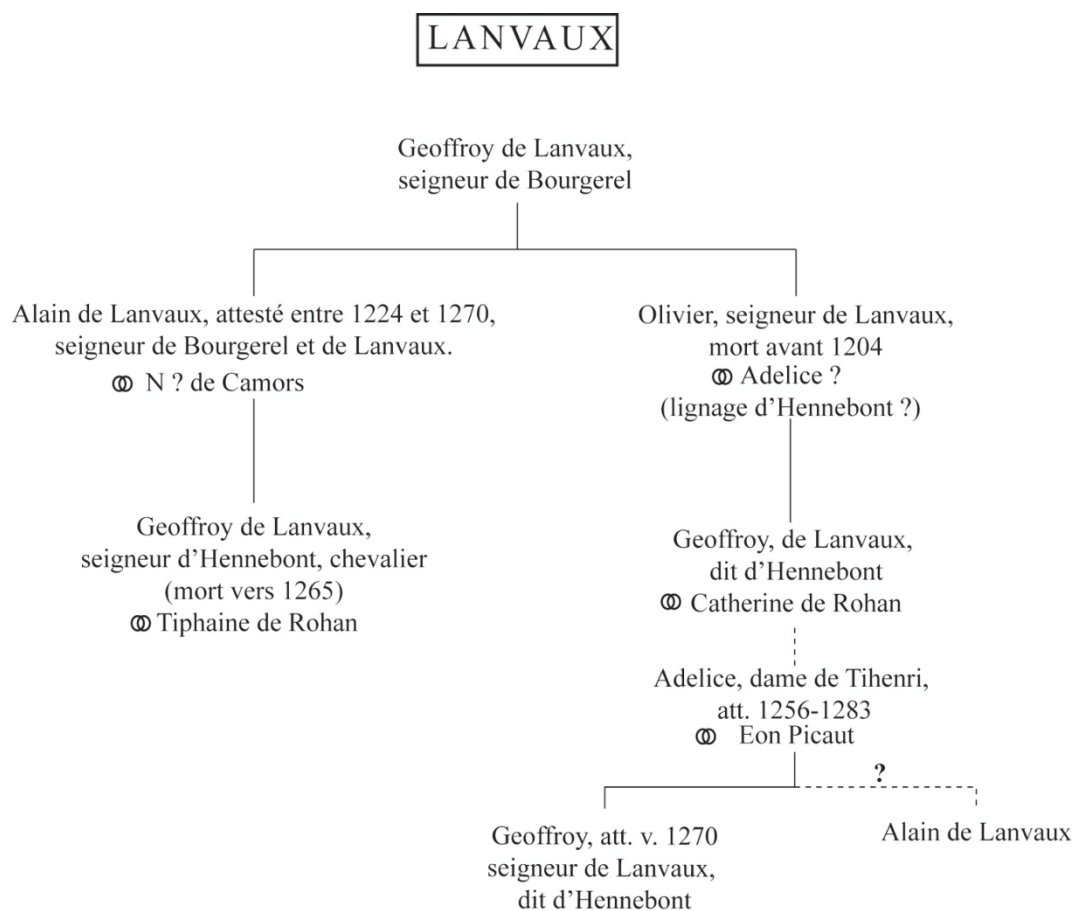 LANVAUX
Geoffroy de Lanvaux,
seigneur de Bourgerel
Alain de Lanvaux, attesté entre 1224 et 1270,
seigneur de Bourgerel et de Lanvaux.
N ? de Camors
Olivier, seigneur de Lanvaux,
mort avant 1204
Adelice ?
(lignage d’Hennebont ?)
Geoffroy de Lanvaux,
seigneur d’Hennebont, chevalier
(mort vers 1265)
Tiphaine de Rohan
Geoffroy, de Lanvaux,
dit d’Hennebont
Catherine de Rohan
Adelice, dame de Tihenri,
att. 1256-1283
Eon Picaut
?
Geoffroy, att. v. 1270
seigneur de Lanvaux,
dit d’Hennebont
Alain de Lanvaux